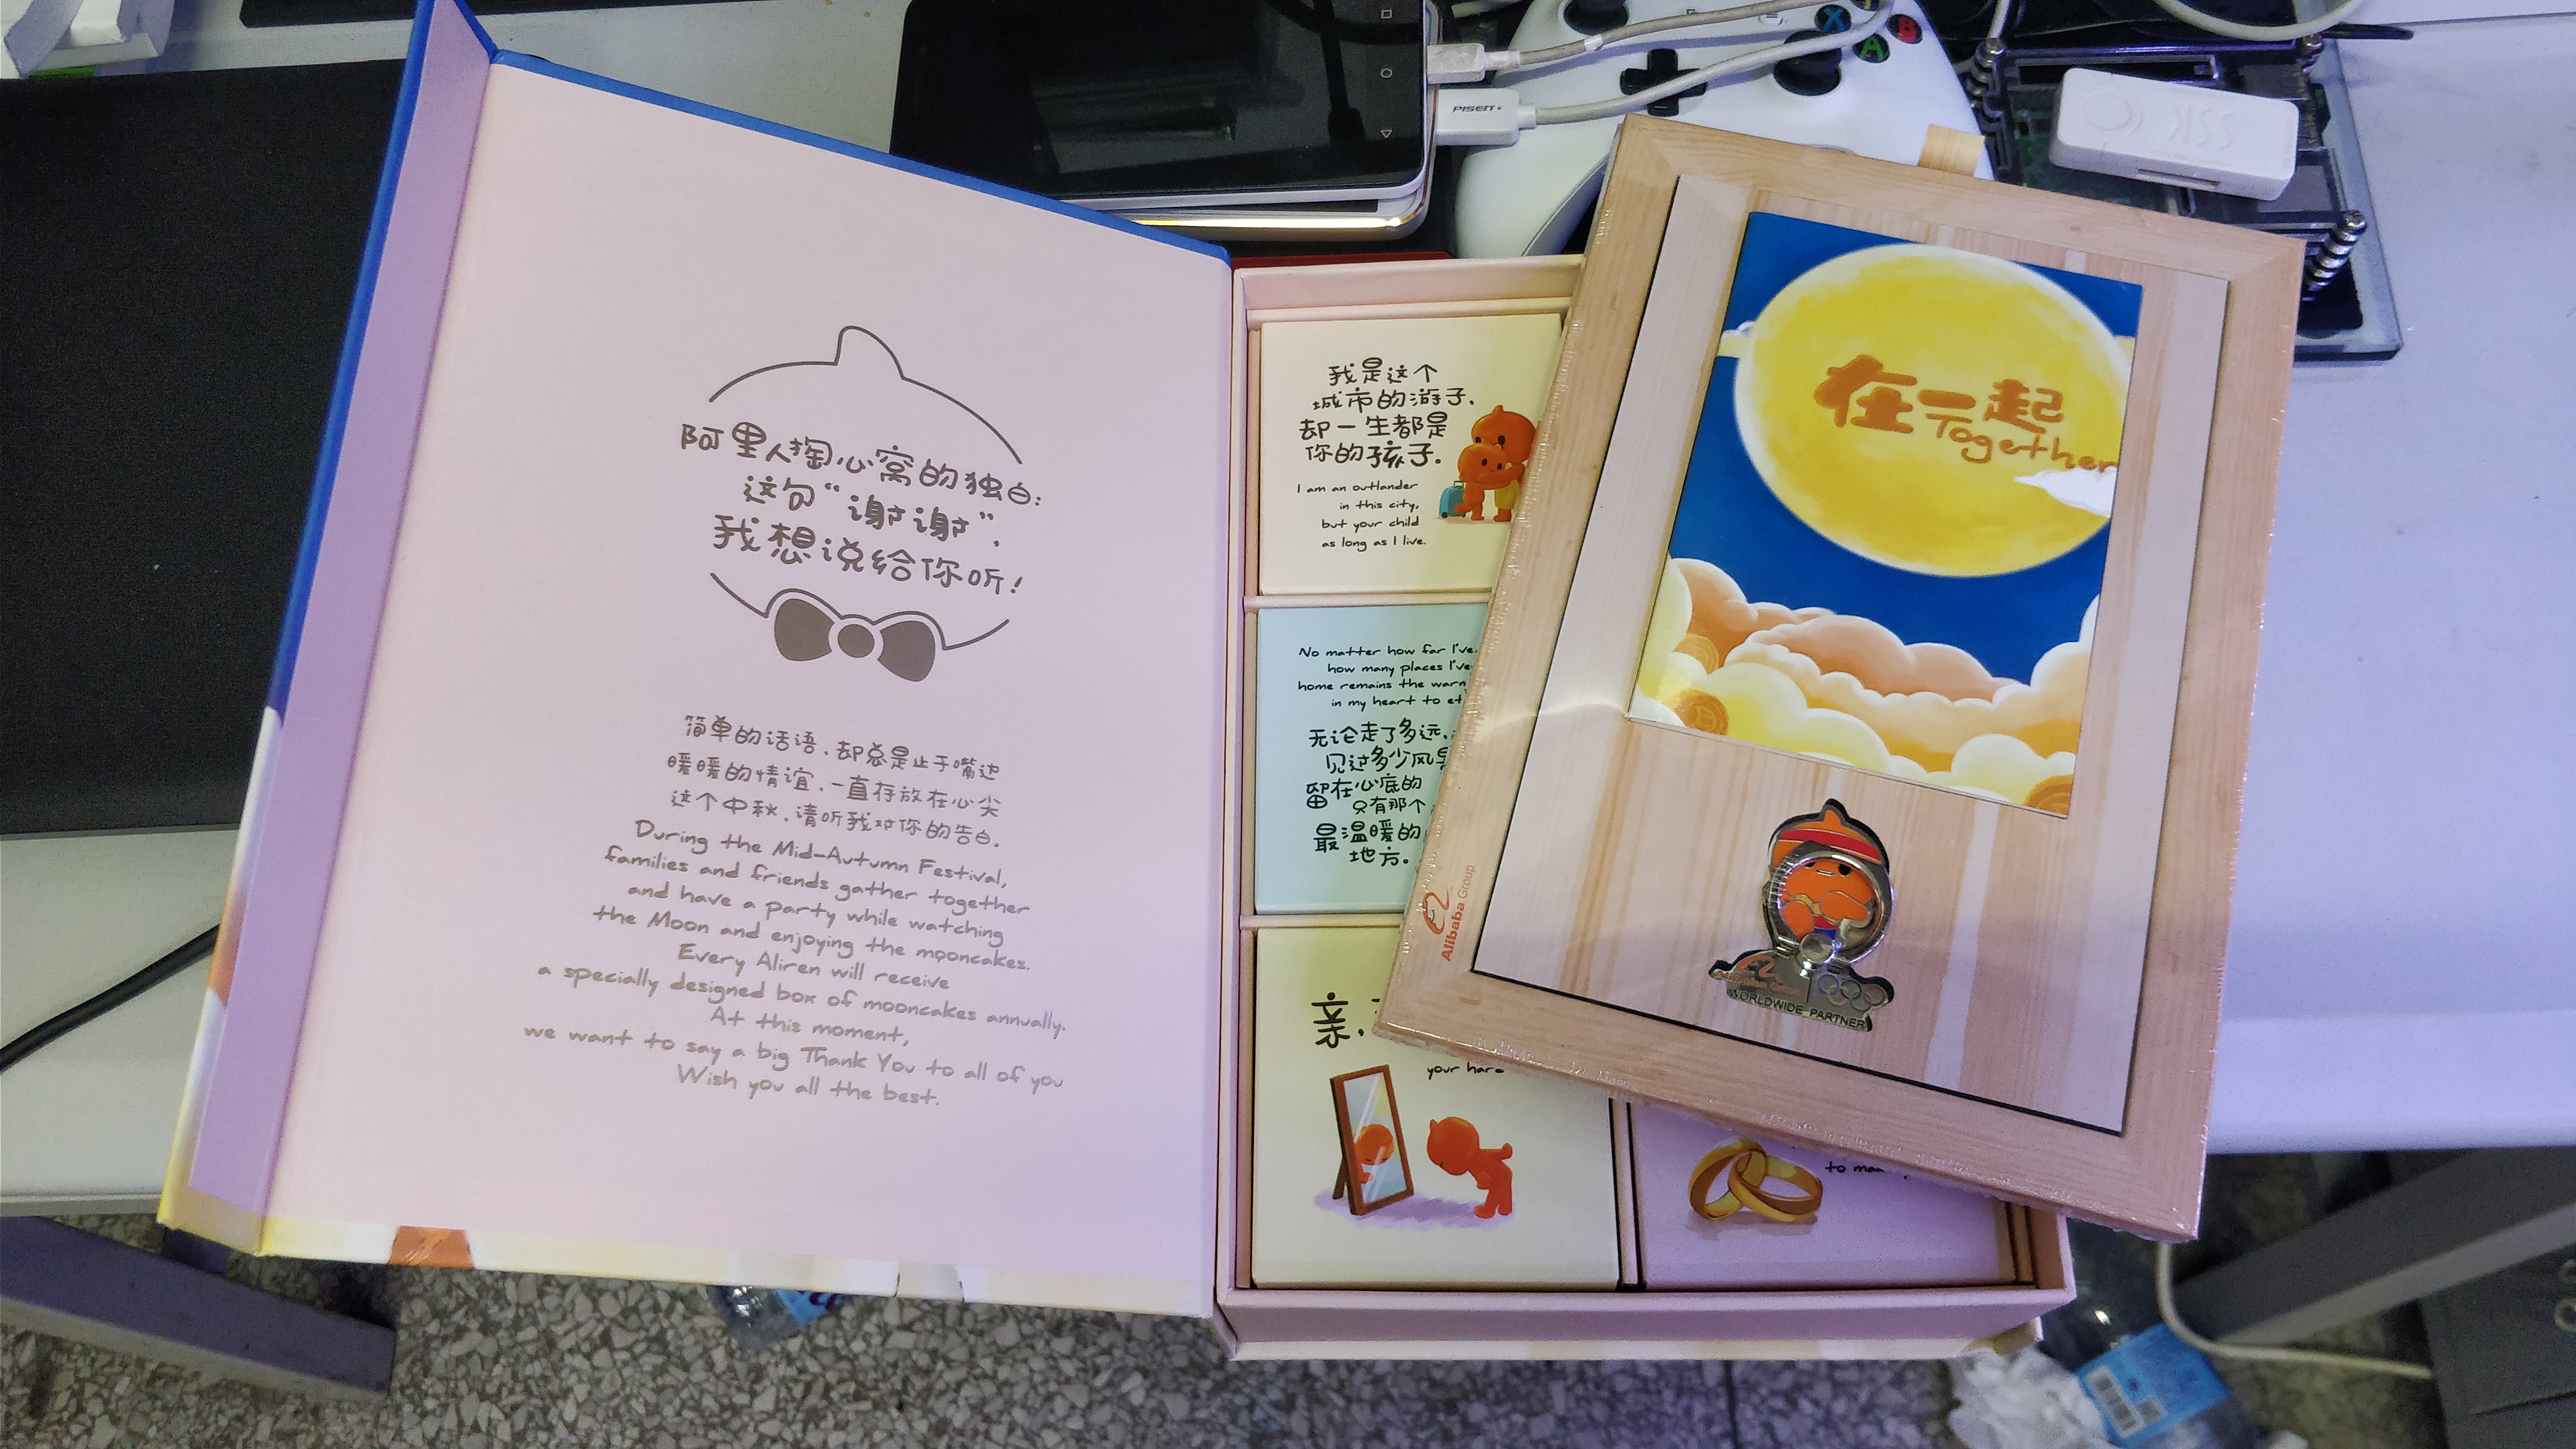 阿里人掏心窝的独白:
这句“谢谢”,
我想说给你听!
简单的话语,却总是止于嘴边
暖暖的情谊,一直存放在心尖
这个中秋,请听我对你的告白.
During the Mid-Autumn Festival,
families and friends gather together
and have a party while watching
the Moon and enjoying the mooncakes.
Every Aliren will receive
a specially designed box of mooncakes annually.
At this moment,
we want to say a big Thank You to all of you
Wish you all the best.
我是这个
城市的游子,
却一生都是
你的孩子.
I am an outlander
in this city,
but your child
as long as I live.
No matter how far I've
how many places I've
home remains the
in my heart to
无论走了多远,
见过多少风
留在心底的
只有那个
最温暖的
地方。
亲,
your
to
在一起
Together
Alibaba Group
WORLDWIDE PARTNER
PISEN
X
B
A
SSK